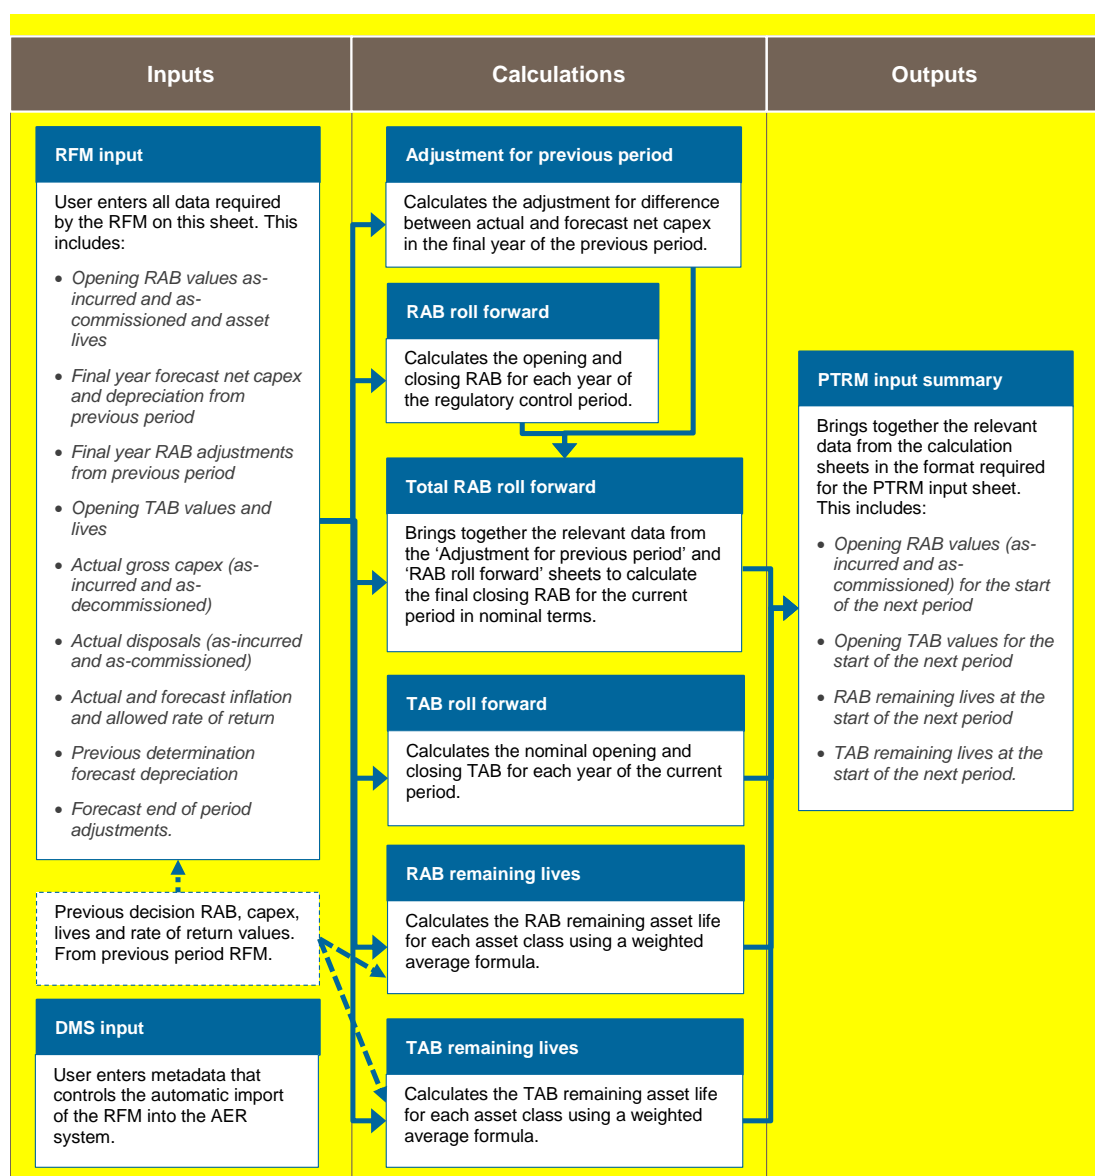 Inputs
Calculations
Outputs
RFM input
User enters all data required
by the RFM on this sheet. This
includes:
• Opening RAB values as-
incurred and as-
commissioned and asset
lives
• Final year forecast net capex
and depreciation from
previous period
• Final year RAB adjustments
from previous period
• Opening TAB values and
lives
• Actual gross capex (as-
incurred and as-
decommissioned)
• Actual disposals (as-incurred
and as-commissioned)
• Actual and forecast inflation
and allowed rate of return
• Previous determination
forecast depreciation
• Forecast end of period
adjustments.
Previous decision RAB, capex,
lives and rate of return values.
From previous period RFM.
DMS input
User enters metadata that
controls the automatic import
of the RFM into the AER
system.
Adjustment for previous period
Calculates the adjustment for difference
between actual and forecast net capex
in the final year of the previous period.
RAB roll forward
Calculates the opening and
closing RAB for each year of
the regulatory control period.
Total RAB roll forward
Brings together the relevant data from
the ‘Adjustment for previous period’ and
‘RAB roll forward’ sheets to calculate
the final closing RAB for the current
period in nominal terms.
TAB roll forward
Calculates the nominal opening and
closing TAB for each year of the current
period.
RAB remaining lives
Calculates the RAB remaining asset life
for each asset class using a weighted
average formula.
TAB remaining lives
Calculates the TAB remaining asset life
for each asset class using a weighted
average formula.
PTRM input summary
Brings together the relevant
data from the calculation
sheets in the format required
for the PTRM input sheet.
This includes:
• Opening RAB values (as-
incurred and as-
commissioned) for the start
of the next period
• Opening TAB values for the
start of the next period
• RAB remaining lives at the
start of the next period
• TAB remaining lives at the
start of the next period.